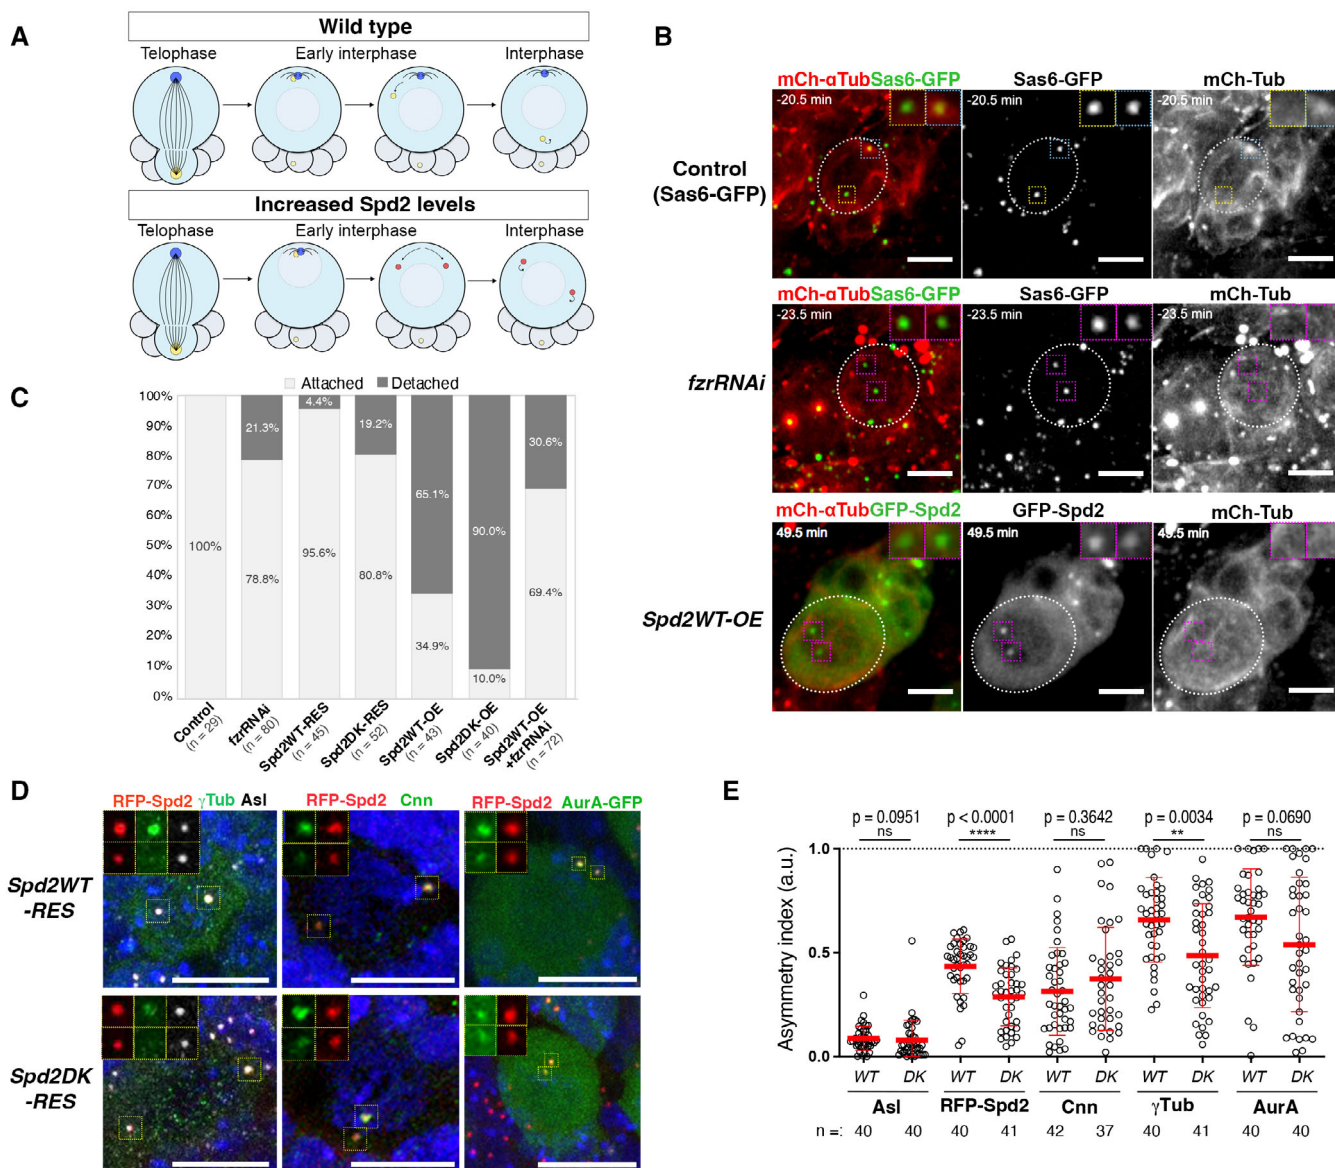 A
Wild type
Telophase Early interphase Interphase
Increased Spd2 levels
Telophase Early interphase Interphase
B
mCh-αTubSas6-GFP Sas6-GFP mCh-Tub
-20.5 min -20.5 min -20.5 min
Control
(Sas6-GFP)
mCh-αTubSas6-GFP Sas6-GFP mCh-Tub
-23.5 min -23.5 min -23.5 min
fzrRNAi
mCh-αTubGFP-Spd2 GFP-Spd2 mCh-Tub
49.5 min 49.5 min 49.5 min
Spd2WT-OE
C
Attached Detached
100%
90%
80%
70%
60%
50%
40%
30%
20%
10%
0%
100%
21.3%
78.8%
4.4%
95.6%
19.2%
80.8%
65.1%
34.9%
90.0%
10.0%
30.6%
69.4%
Control
(n = 29)
fzrRNAi
(n = 80)
Spd2WT-RES
(n = 45)
Spd2DK-RES
(n = 52)
Spd2WT-OE
(n = 43)
Spd2DK-OE
(n = 40)
Spd2WT-OE
+fzrRNAi
(n = 72)
D
RFP-Spd2 γTub Asl RFP-Spd2 Cnn RFP-Spd2 AurA-GFP
Spd2WT
-RES
Spd2DK
-RES
E
p = 0.0951 p < 0.0001 p = 0.3642 p = 0.0034 p = 0.0690
ns **** ns ** ns
Asymmetry index (a.u.)
1.0
0.5
0.0
WT DK WT DK WT DK WT DK WT DK
Asl RFP-Spd2 Cnn γTub AurA
n =: 40 40 40 41 42 37 40 41 40 40